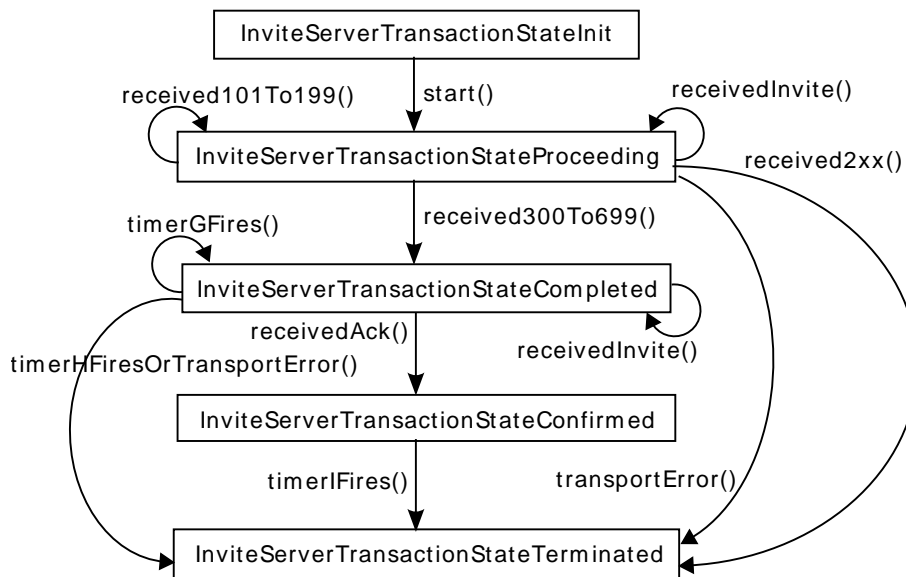 InviteServerTransactionStateInit
received101To199()
start()
receivedInvite()
InviteServerTransactionStateProceeding
received2xx()
timerGFires()
received300To699()
InviteServerTransactionStateCompleted
receivedAck()
receivedInvite()
timerHFiresOrTransportError()
InviteServerTransactionStateConfirmed
timerIFires()
transportError()
InviteServerTransactionStateTerminated